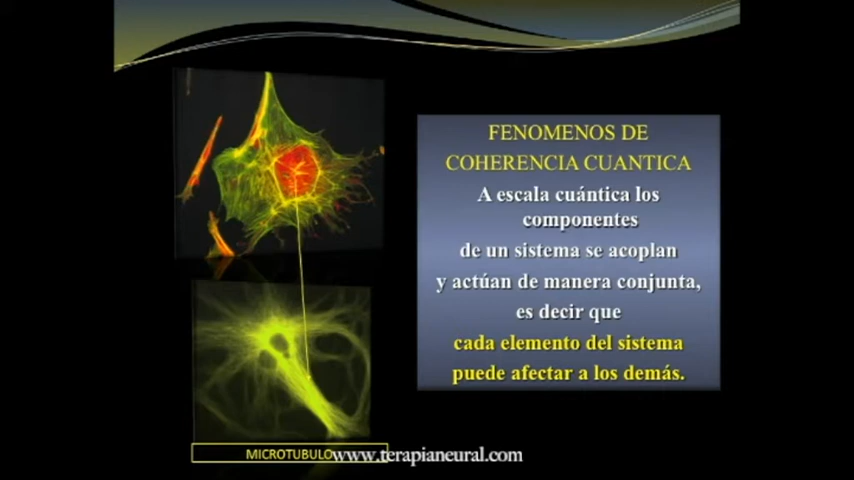 FENOMENOS DE
COHERENCIA CUANTICA
A escala cuántica los
componentes
de un sistema se acoplan
y actúan de manera conjunta,
es decir que
cada elemento del sistema
puede afectar a los demás.
MICROTUBULO
www.terapianeural.com